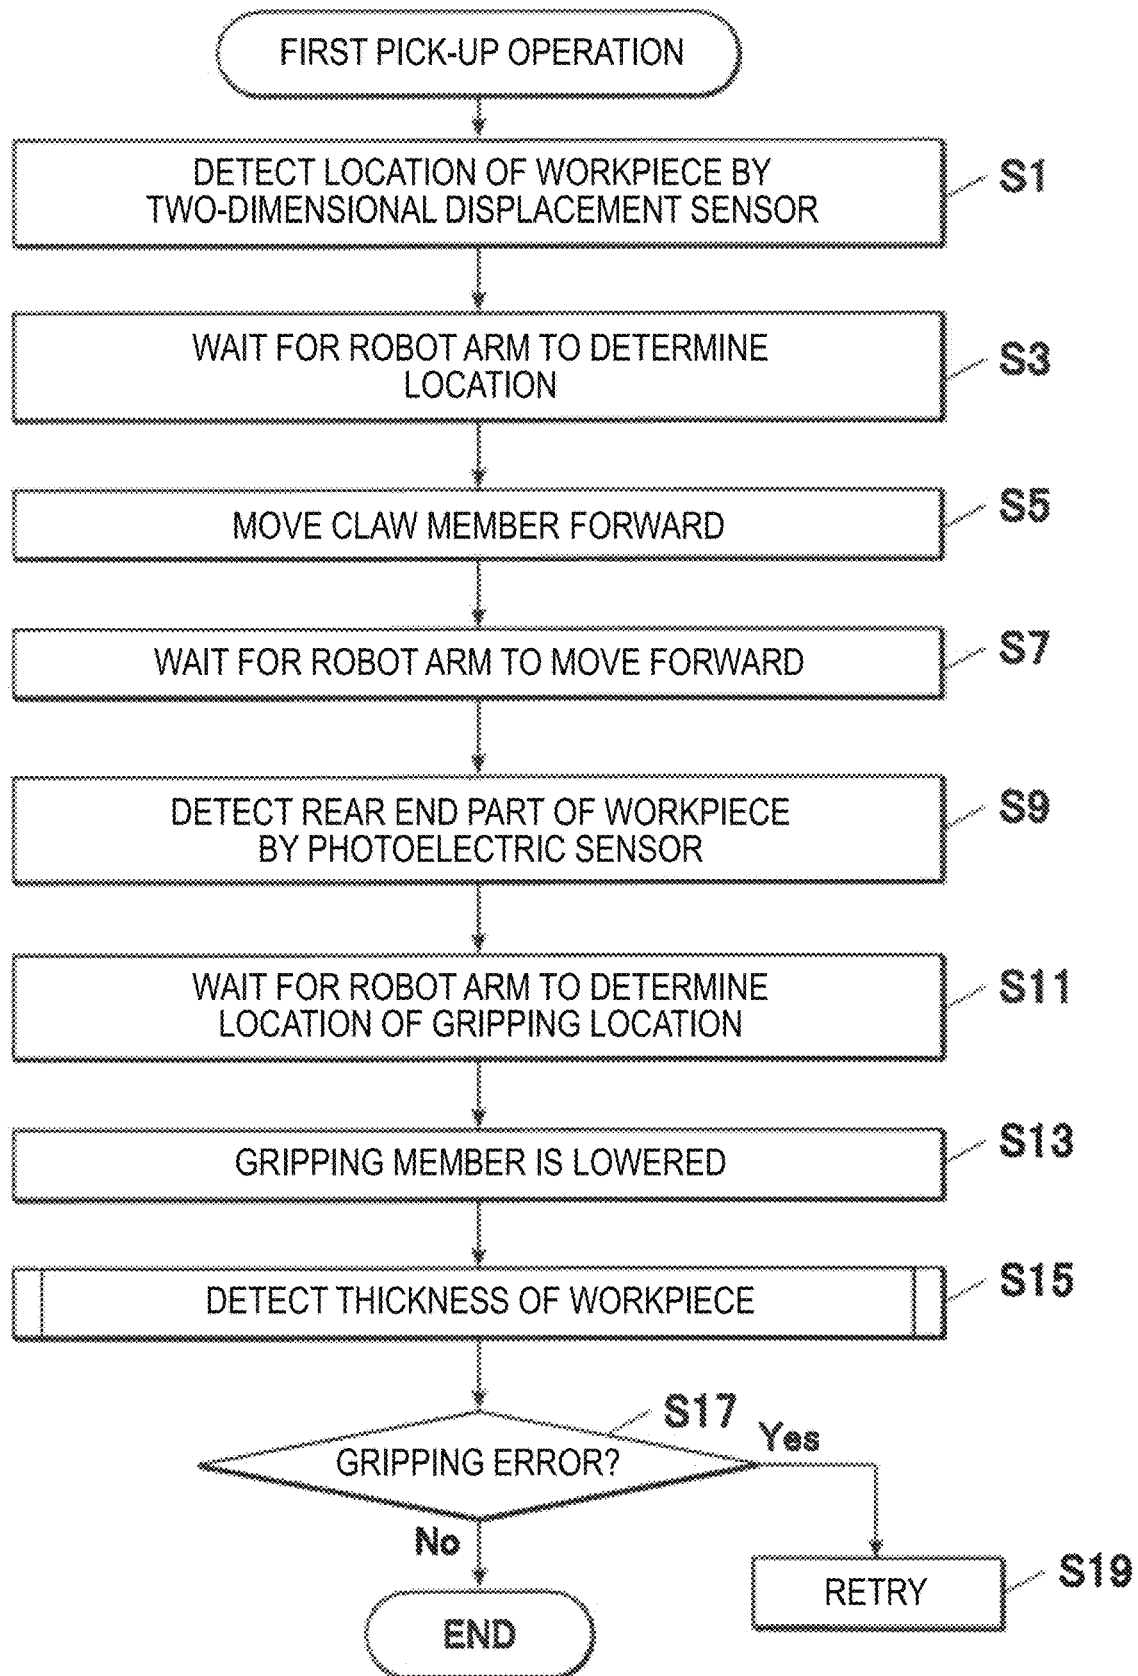 FIRST PICK-UP OPERATION
DETECT LOCATION OF WORKPIECE BY
TWO-DIMENSIONAL DISPLACEMENT SENSOR
S1
WAIT FOR ROBOT ARM TO DETERMINE
LOCATION
S3
MOVE CLAW MEMBER FORWARD
S5
WAIT FOR ROBOT ARM TO MOVE FORWARD
S7
DETECT REAR END PART OF WORKPIECE
BY PHOTOELECTRIC SENSOR
S9
WAIT FOR ROBOT ARM TO DETERMINE
LOCATION OF GRIPPING LOCATION
S11
GRIPPING MEMBER IS LOWERED
S13
DETECT THICKNESS OF WORKPIECE
S15
GRIPPING ERROR?
S17
Yes
No
RETRY
S19
END